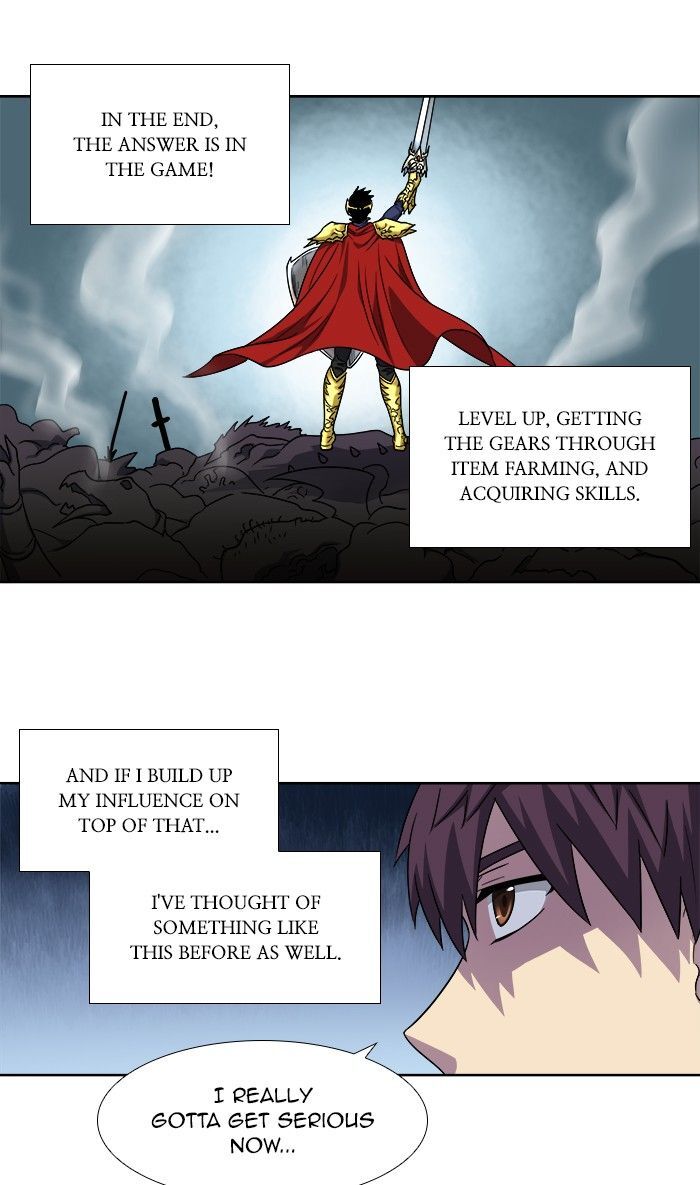 IN THE END,
THE ANSWER IS IN
THE GAME!
LEVEL UP, GETTING
THE GEARS THROUGH
ITEM FARMING, AND
ACQUIRING SKILLS.
AND IF I BUILD UP
MY INFLUENCE ON
TOP OF THAT...
I'VE THOUGHT OF
SOMETHING LIKE
THIS BEFORE AS WELL.
I REALLY
GOTTA GET SERIOUS
NOW...